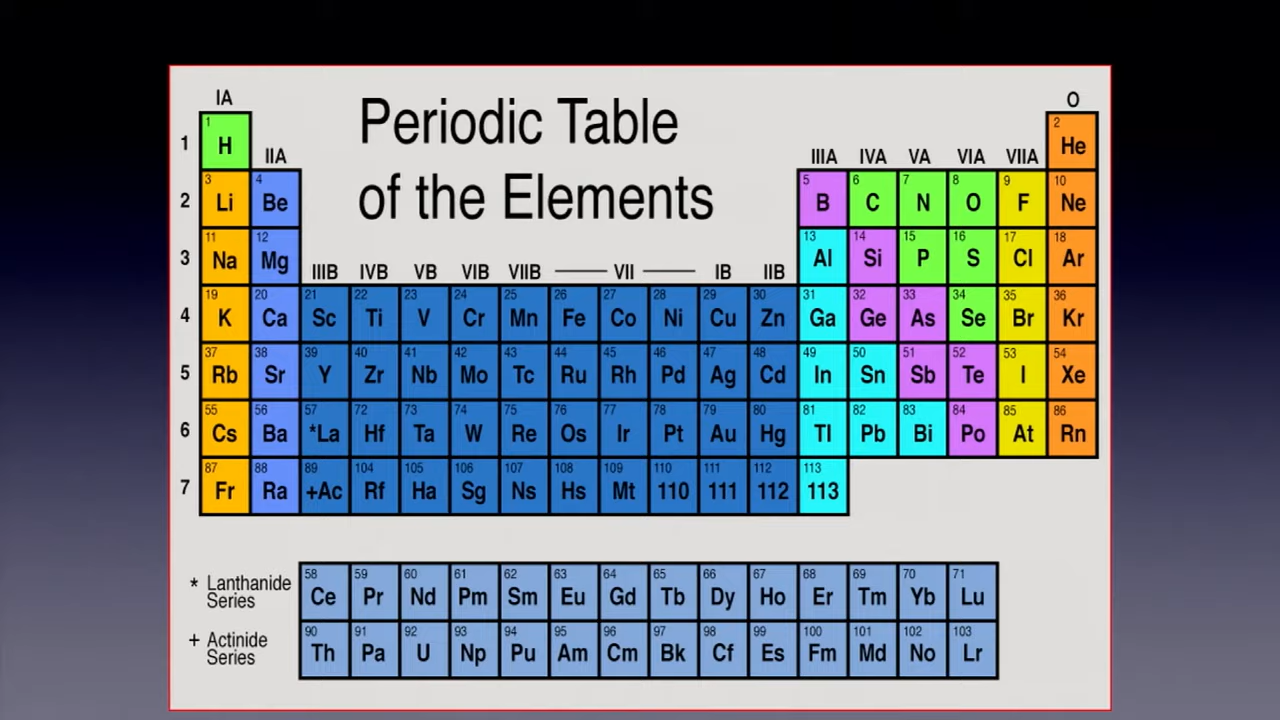 Periodic Table
of the Elements
IA O
IIA IIIA IVA VA VIA VIIA
IIIB IVB VB VIB VIIB VII IB IIB
1 1 H 2 He
2 3 Li 4 Be 5 B 6 C 7 N 8 O 9 F 10 Ne
3 11 Na 12 Mg 13 Al 14 Si 15 P 16 S 17 Cl 18 Ar
4 19 K 20 Ca 21 Sc 22 Ti 23 V 24 Cr 25 Mn 26 Fe 27 Co 28 Ni 29 Cu 30 Zn 31 Ga 32 Ge 33 As 34 Se 35 Br 36 Kr
5 37 Rb 38 Sr 39 Y 40 Zr 41 Nb 42 Mo 43 Tc 44 Ru 45 Rh 46 Pd 47 Ag 48 Cd 49 In 50 Sn 51 Sb 52 Te 53 I 54 Xe
6 55 Cs 56 Ba 57 *La 72 Hf 73 Ta 74 W 75 Re 76 Os 77 Ir 78 Pt 79 Au 80 Hg 81 Tl 82 Pb 83 Bi 84 Po 85 At 86 Rn
7 87 Fr 88 Ra 89 +Ac 104 Rf 105 Ha 106 Sg 107 Ns 108 Hs 109 Mt 110 110 111 111 112 112 113 113
* Lanthanide
Series
58 Ce 59 Pr 60 Nd 61 Pm 62 Sm 63 Eu 64 Gd 65 Tb 66 Dy 67 Ho 68 Er 69 Tm 70 Yb 71 Lu
+ Actinide
Series
90 Th 91 Pa 92 U 93 Np 94 Pu 95 Am 96 Cm 97 Bk 98 Cf 99 Es 100 Fm 101 Md 102 No 103 Lr